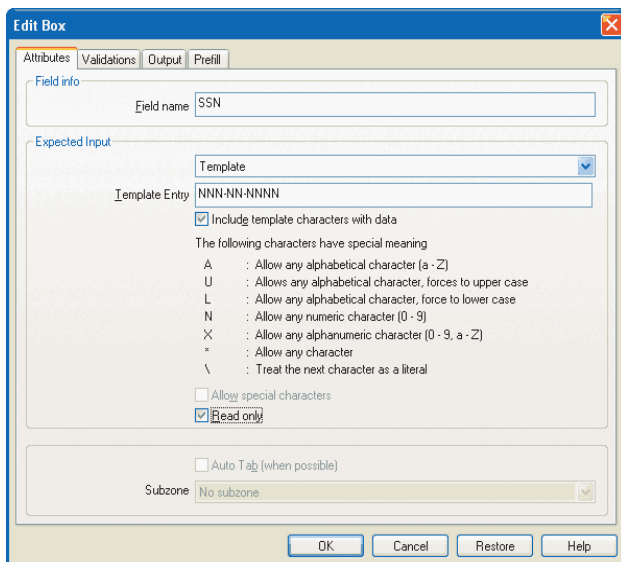 Edit Box
Attributes Validations Output Prefill
Field info
Field name SSN
Expected Input
Template
Template Entry NNN-NN-NNNN
Include template characters with data
The following characters have special meaning
A : Allow any alphabetical character (a - Z)
U : Allows any alphabetical character, forces to upper case
L : Allow any alphabetical character, force to lower case
N : Allow any numeric character (0 - 9)
X : Allow any alphanumeric character (0 - 9, a - Z)
* : Allow any character
\ : Treat the next character as a literal
Allow special characters
Read only
Auto Tab (when possible)
Subzone No subzone
OK Cancel Restore Help